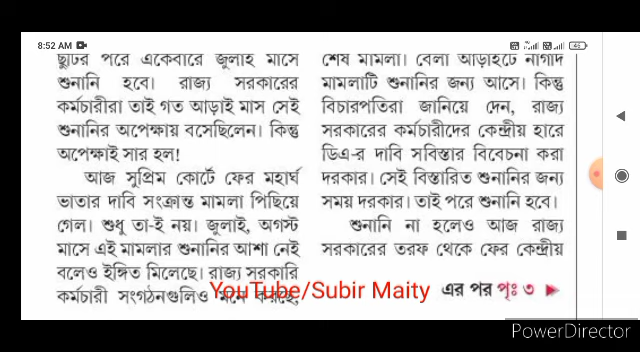 8:52 AM
ছুটির পরে একেবারে জুলাই মাসে
শুনানি হবে। রাজ্য সরকারের
কর্মচারীরা তাই গত আড়াই মাস সেই
শুনানির অপেক্ষায় বসেছিলেন। কিন্তু
অপেক্ষাই সার হল!
আজ সুপ্রিম কোর্টে ফের মহার্ঘ
ভাতার দাবি সংক্রান্ত মামলা পিছিয়ে
গেল। শুধু তা-ই নয়। জুলাই, অগস্ট
মাসে এই মামলার শুনানির আশা নেই
বলেও ইঙ্গিত মিলেছে। রাজ্য সরকারি
কর্মচারী সংগঠনগুলিও মনে করছে,
শেষ মামলা। বেলা আড়াইটে নাগাদ
মামলাটি শুনানির জন্য আসে। কিন্তু
বিচারপতিরা জানিয়ে দেন, রাজ্য
সরকারের কর্মচারীদের কেন্দ্রীয় হারে
ডিএ-র দাবি সবিস্তার বিবেচনা করা
দরকার। সেই বিস্তারিত শুনানির জন্য
সময় দরকার। তাই পরে শুনানি হবে।
শুনানি না হলেও আজ রাজ্য
সরকারের তরফ থেকে ফের কেন্দ্রীয়
এর পর পৃঃ ৩
YouTube/Subir Maity
PowerDirector